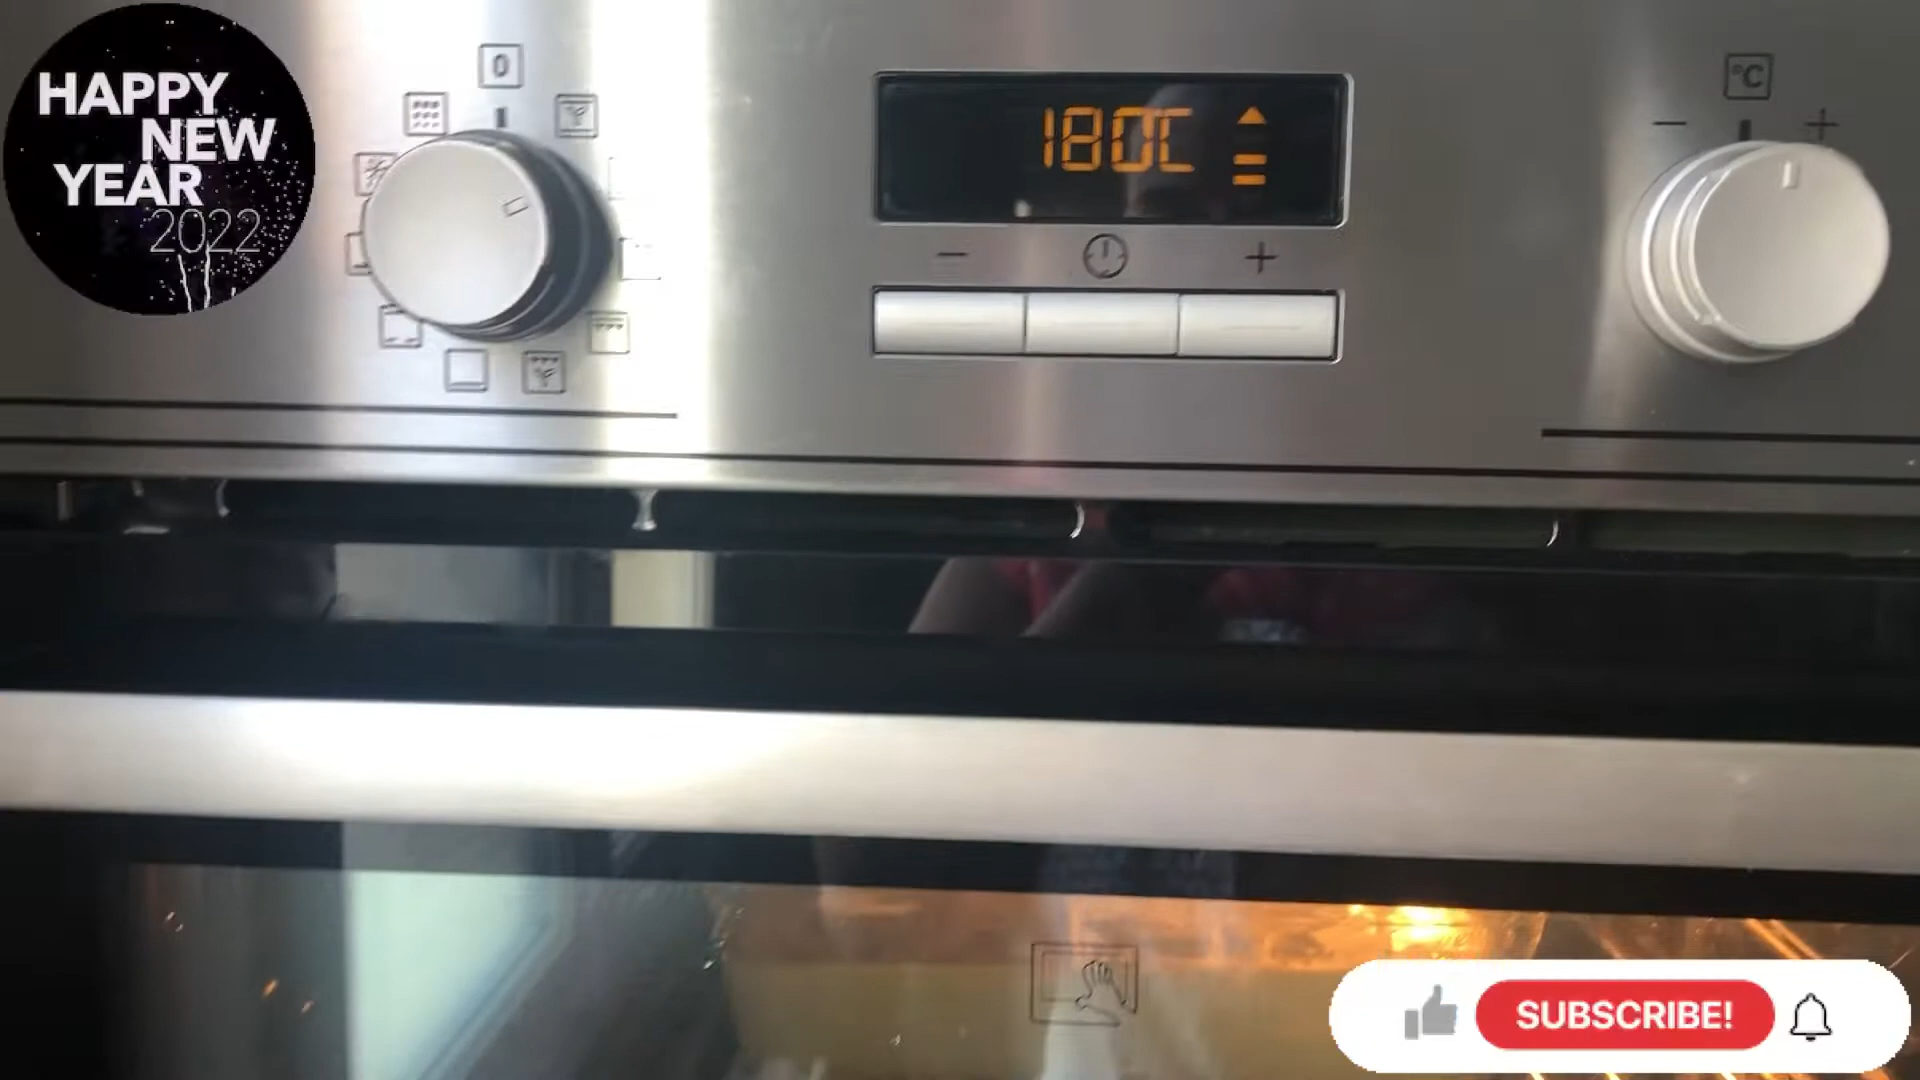 HAPPY
NEW
YEAR
2022
0
180C
°C
− +
− +
SUBSCRIBE!